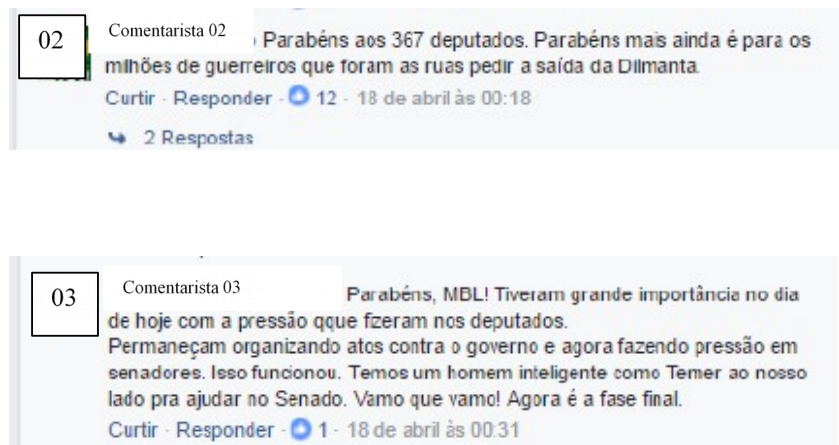 02
Comentarista 02
Parabéns aos 367 deputados. Parabéns mais ainda é para os
milhões de guerreiros que foram as ruas pedir a saída da Dilmanta.
Curtir · Responder · 12 · 18 de abril às 00:18
2 Respostas
03
Comentarista 03
Parabéns, MBL! Tiveram grande importância no dia
de hoje com a pressão qque fizeram nos deputados.
Permaneçam organizando atos contra o governo e agora fazendo pressão em
senadores. Isso funcionou. Temos um homem inteligente como Temer ao nosso
lado pra ajudar no Senado. Vamo que vamo! Agora é a fase final.
Curtir · Responder · 1 · 18 de abril às 00:31